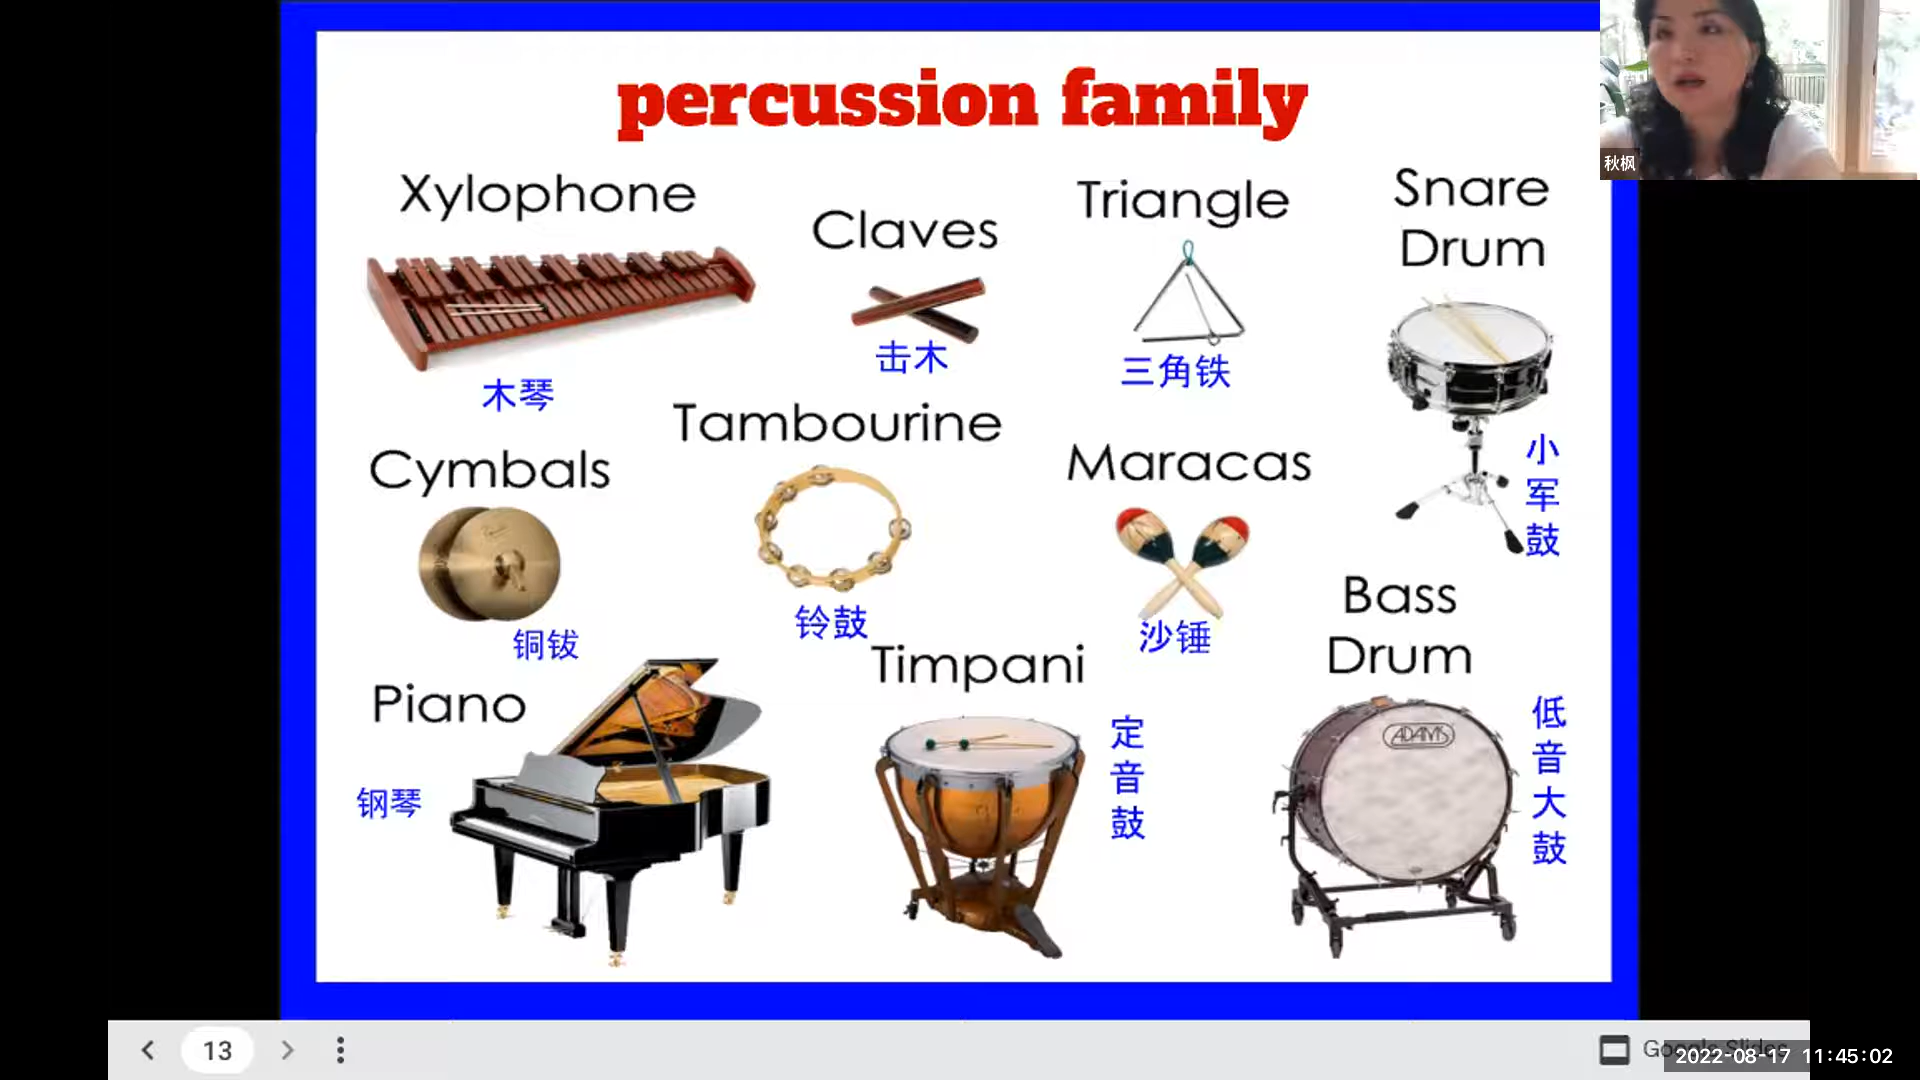 percussion family
秋枫
Xylophone
木琴
Claves
击木
Triangle
三角铁
Snare
Drum
小军鼓
Cymbals
铜钹
Tambourine
铃鼓
Maracas
沙锤
Bass
Drum
ADAMS
低音大鼓
Piano
钢琴
Timpani
定音鼓
13
Google Slides
2022-08-17 11:45:02